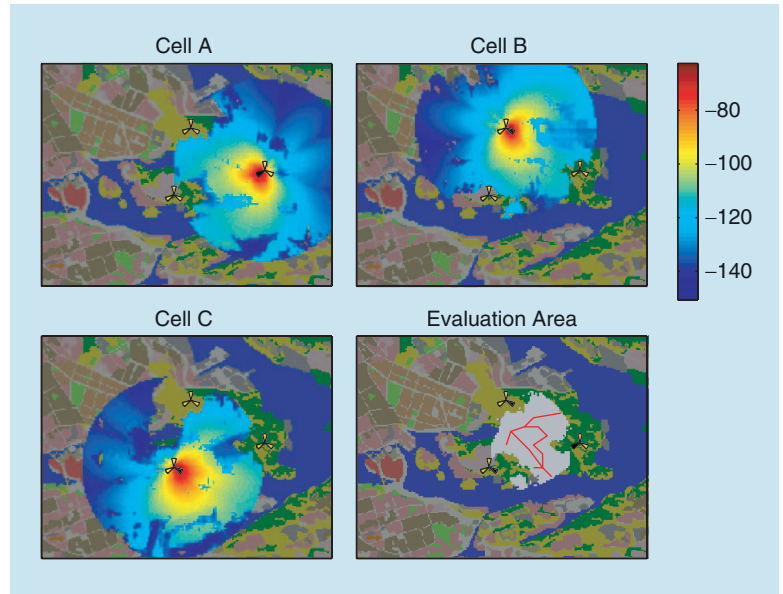 Cell A
Cell B
−80
−100
−120
−140
Cell C
Evaluation Area